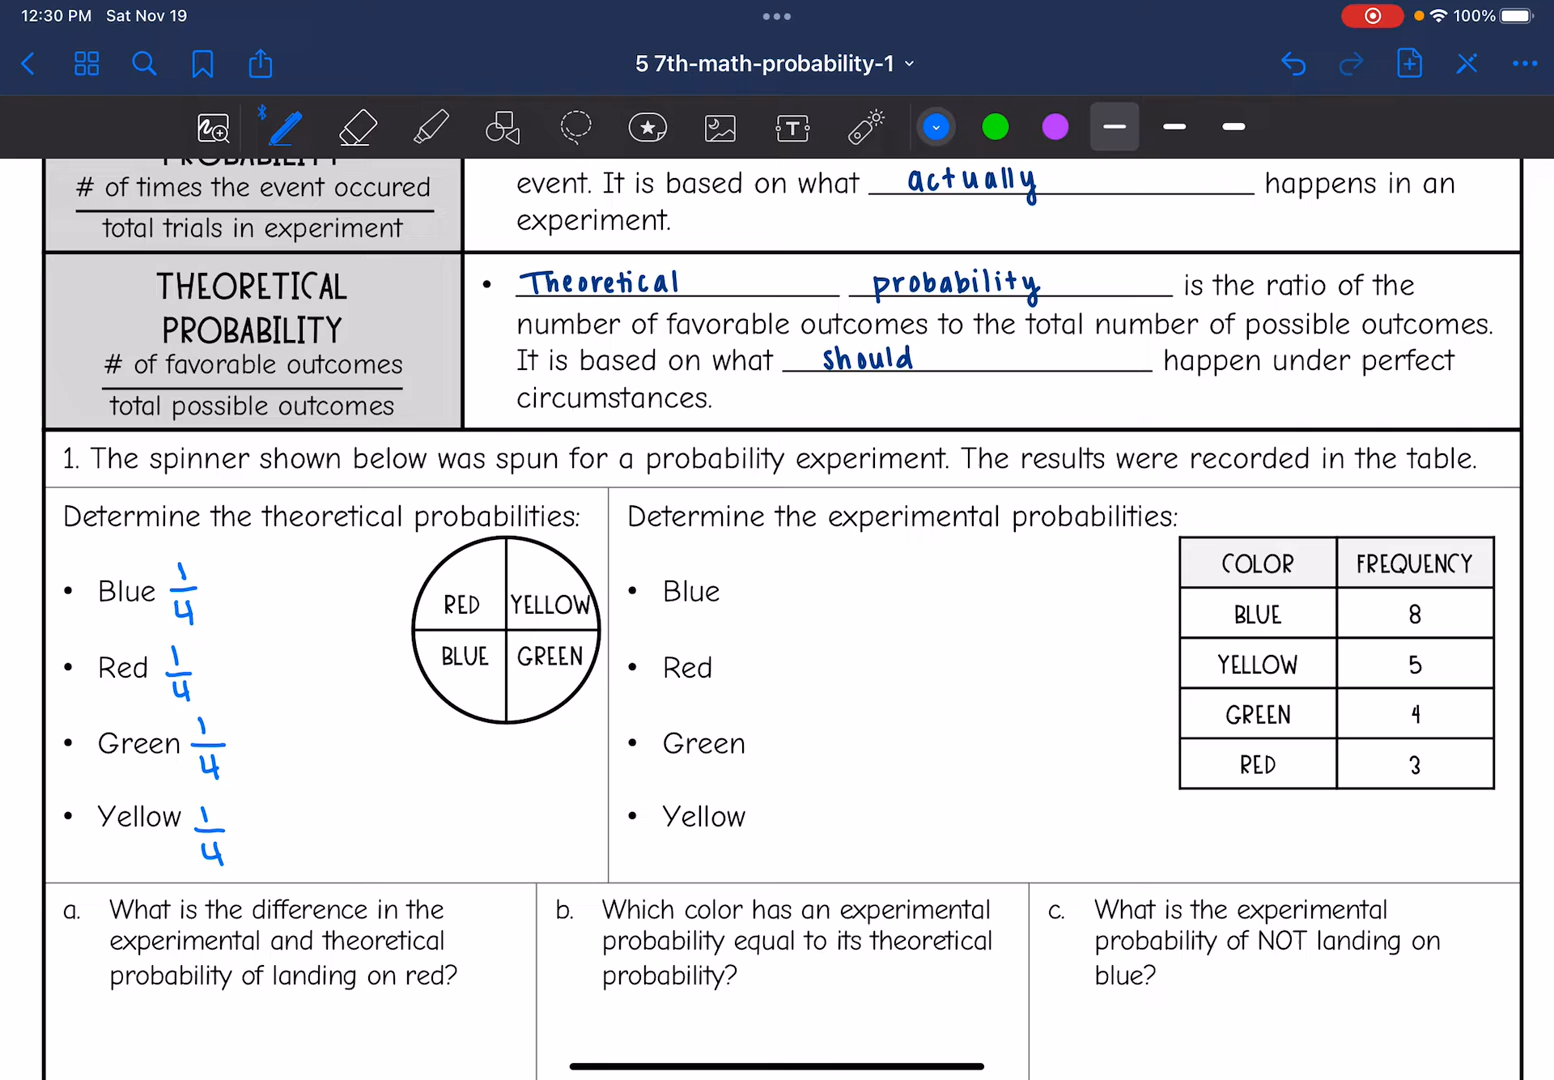 12:30 PM Sat Nov 19
100%
5 7th-math-probability-1
T
# of times the event occured
total trials in experiment
event. It is based on what actually happens in an
experiment.
THEORETICAL
PROBABILITY
# of favorable outcomes
total possible outcomes
• Theoretical probability is the ratio of the
number of favorable outcomes to the total number of possible outcomes.
It is based on what should happen under perfect
circumstances.
1. The spinner shown below was spun for a probability experiment. The results were recorded in the table.
Determine the theoretical probabilities:
• Blue 1/4
• Red 1/4
• Green 1/4
• Yellow 1/4
RED YELLOW
BLUE GREEN
Determine the experimental probabilities:
• Blue
• Red
• Green
• Yellow
COLOR FREQUENCY
BLUE 8
YELLOW 5
GREEN 4
RED 3
a. What is the difference in the
experimental and theoretical
probability of landing on red?
b. Which color has an experimental
probability equal to its theoretical
probability?
c. What is the experimental
probability of NOT landing on
blue?